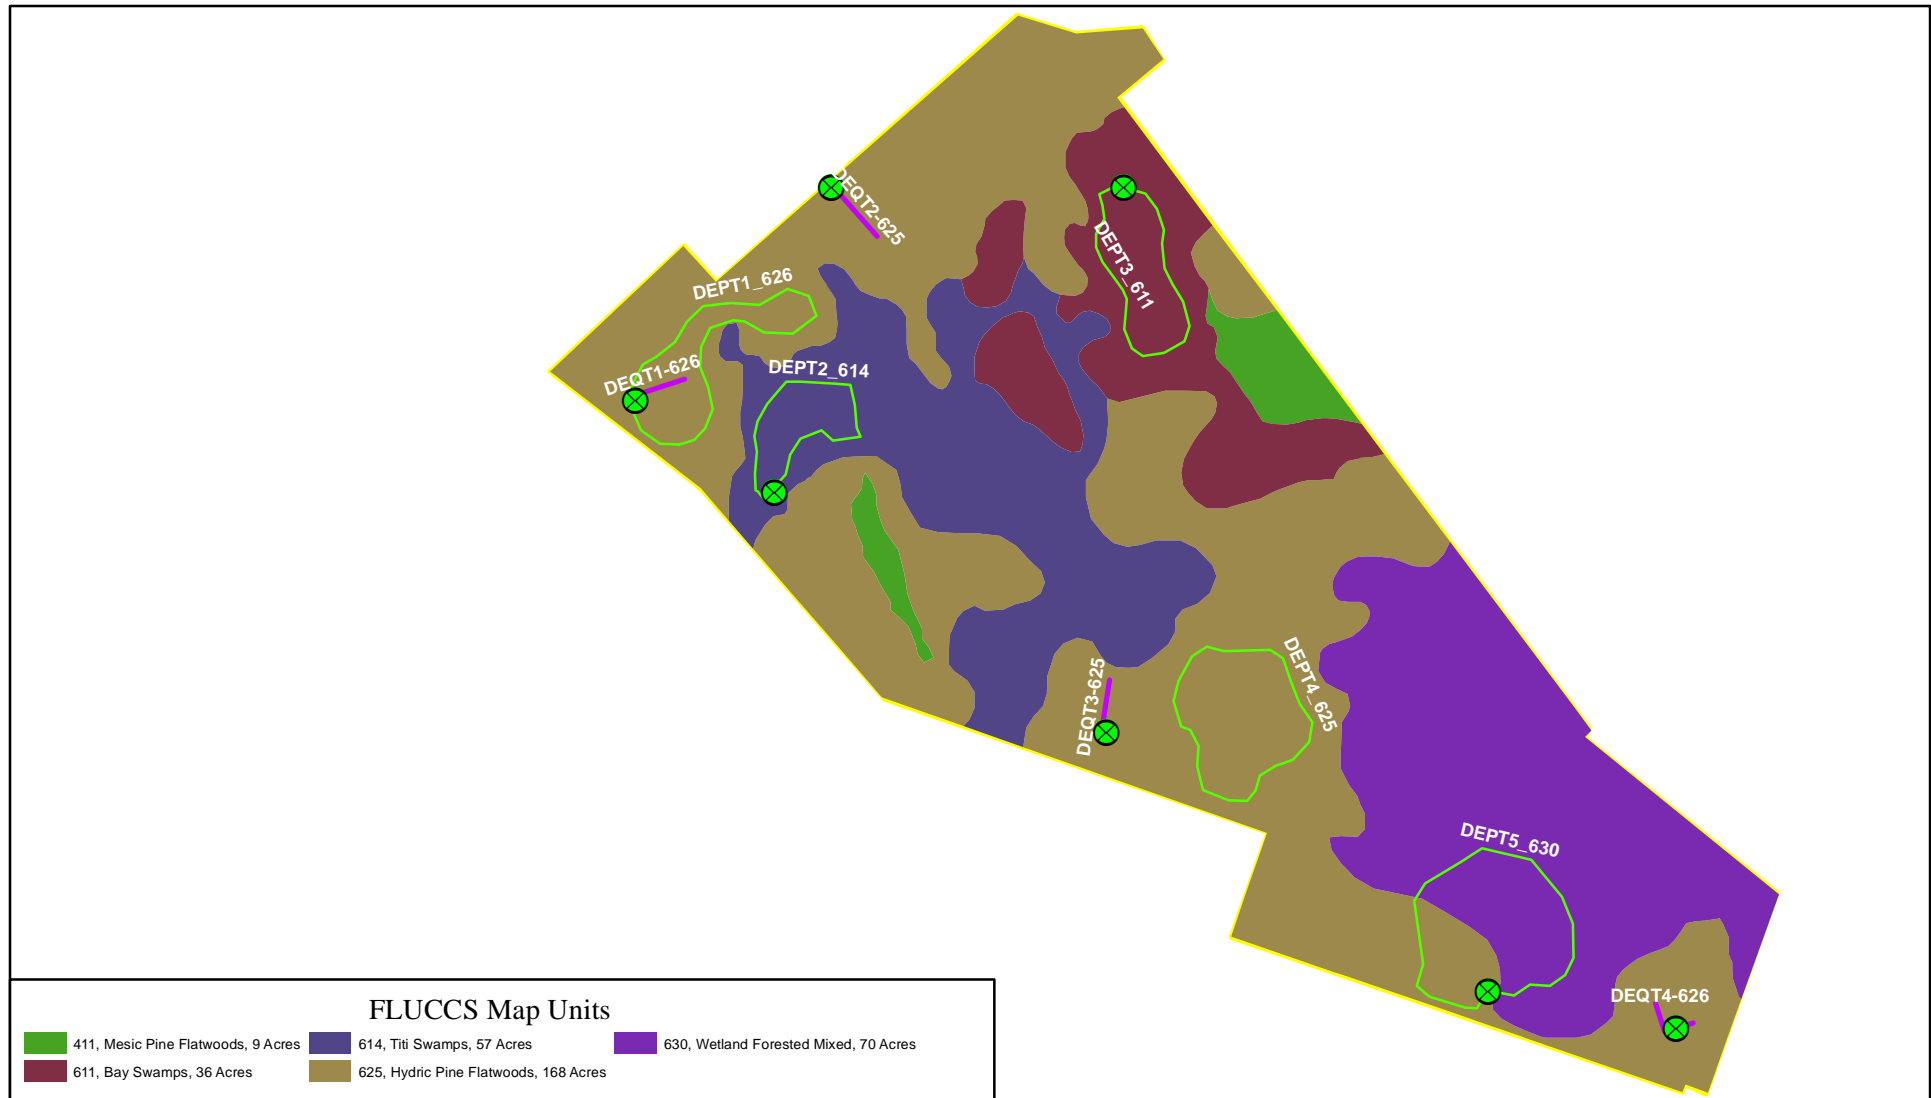 DEQT2-625
DEPT1_626
DEPT3_611
DEQT1-626
DEPT2_614
DEQT3-625
DEPT4_625
DEPT5_630
DEQT4-626
FLUCCS Map Units
411, Mesic Pine Flatwoods, 9 Acres
614, Titi Swamps, 57 Acres
630, Wetland Forested Mixed, 70 Acres
611, Bay Swamps, 36 Acres
625, Hydric Pine Flatwoods, 168 Acres